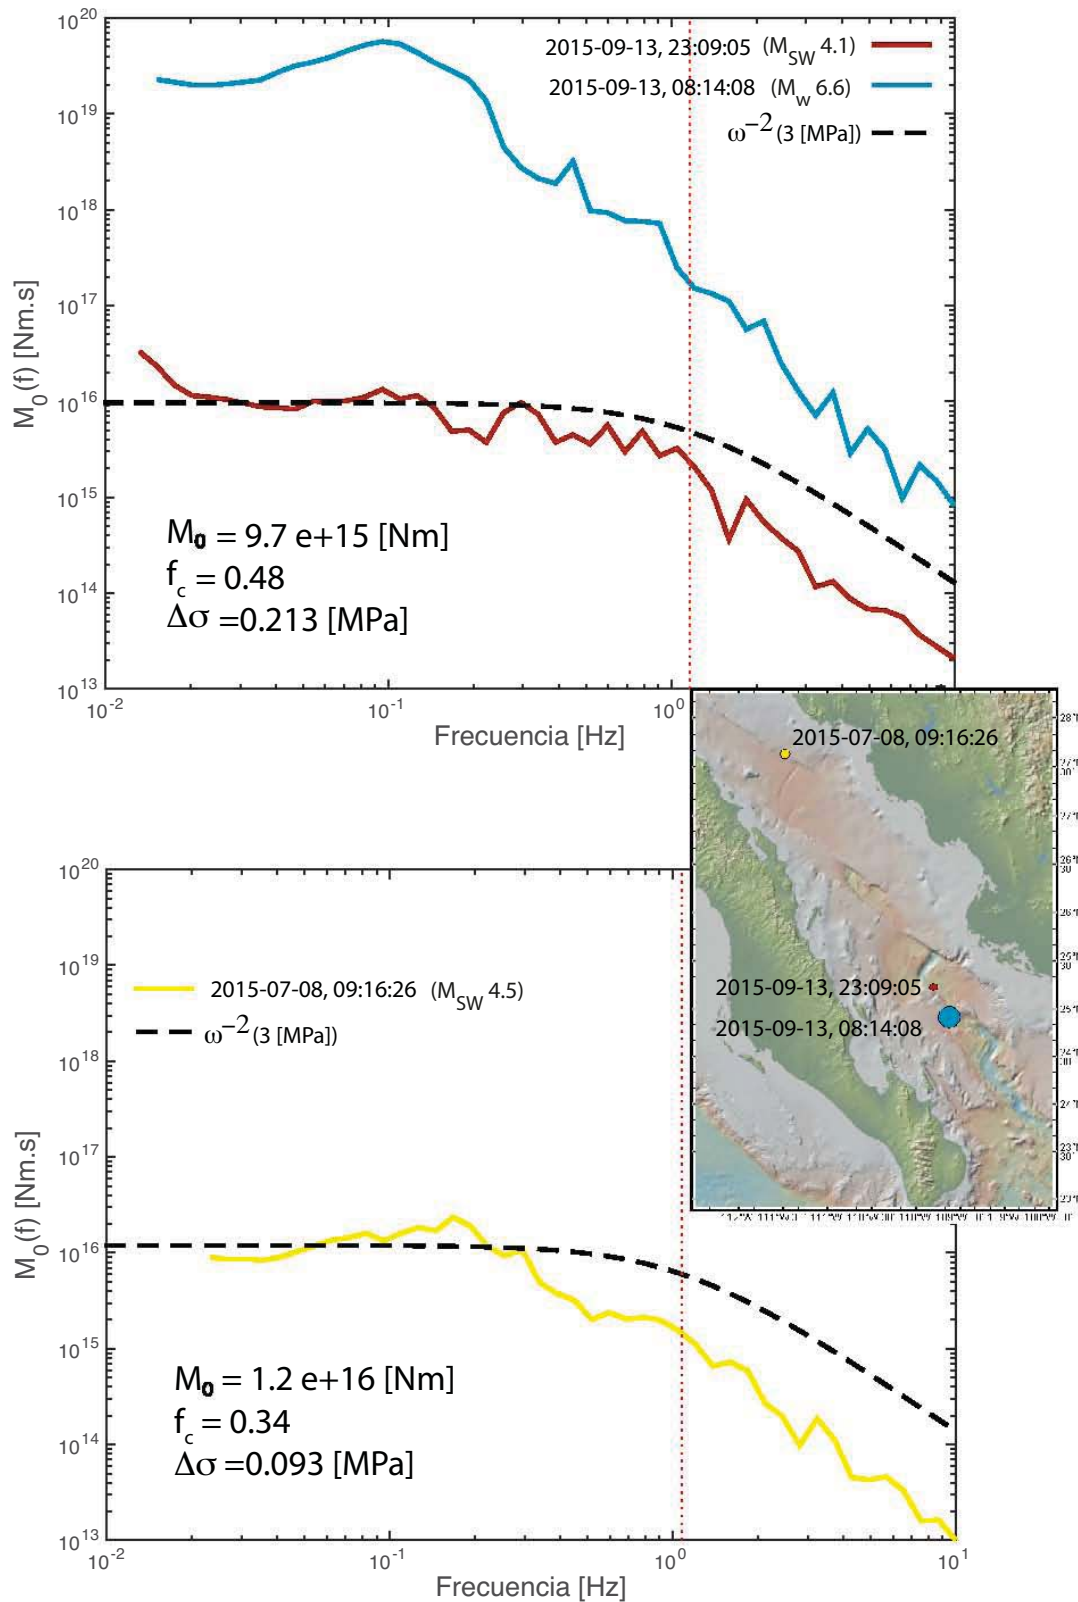 10^20
10^19
10^18
10^17
10^16
10^15
10^14
10^13
M_0(f) [Nm.s]
2015-09-13, 23:09:05 (M_SW 4.1)
2015-09-13, 08:14:08 (M_w 6.6)
ω^−2 (3 [MPa])
M_0 = 9.7 e+15 [Nm]
f_c = 0.48
Δσ =0.213 [MPa]
10^-2
10^-1
10^0
Frecuencia [Hz]
2015-07-08, 09:16:26
2015-09-13, 23:09:05
2015-09-13, 08:14:08
10^20
10^19
10^18
10^17
10^16
10^15
10^14
10^13
M_0(f) [Nm.s]
2015-07-08, 09:16:26 (M_SW 4.5)
ω^−2 (3 [MPa])
M_0 = 1.2 e+16 [Nm]
f_c = 0.34
Δσ =0.093 [MPa]
10^-2
10^-1
10^0
10^1
Frecuencia [Hz]